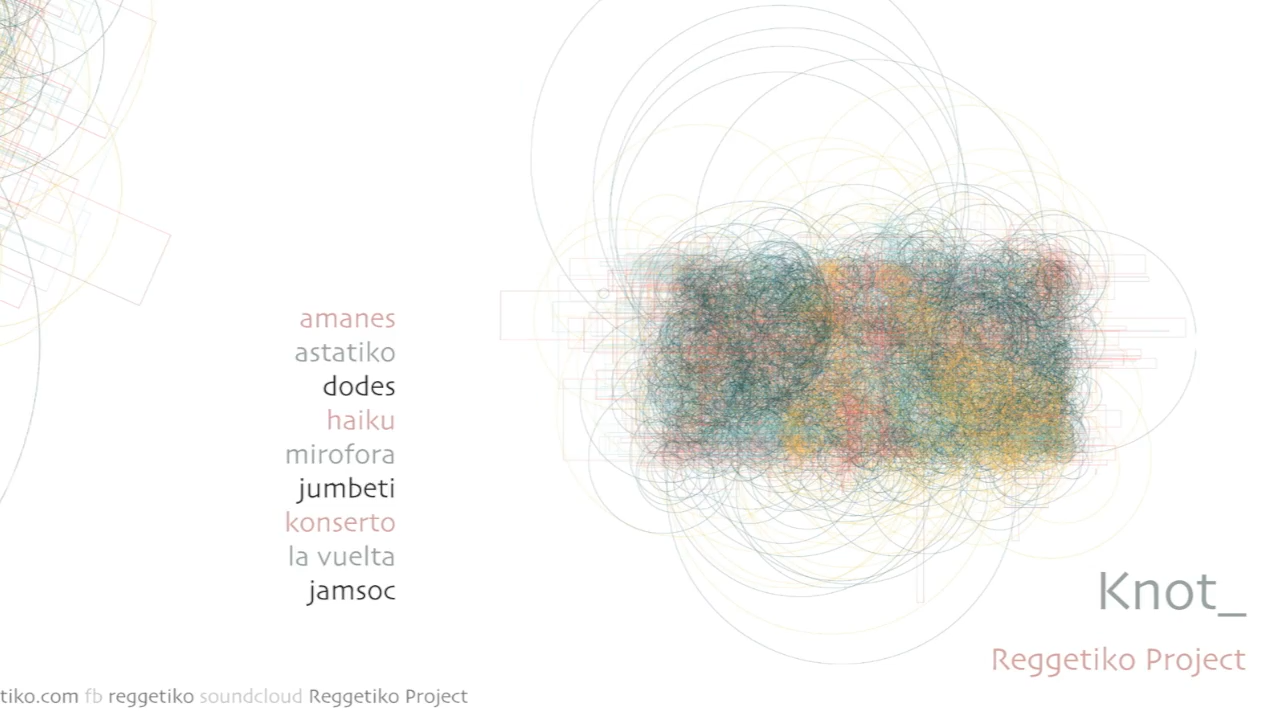 amanes
astatiko
dodes
haiku
mirofora
jumbeti
konserto
la vuelta
jamsoc
Knot_
Reggetiko Project
tiko.com fb reggetiko soundcloud Reggetiko Project